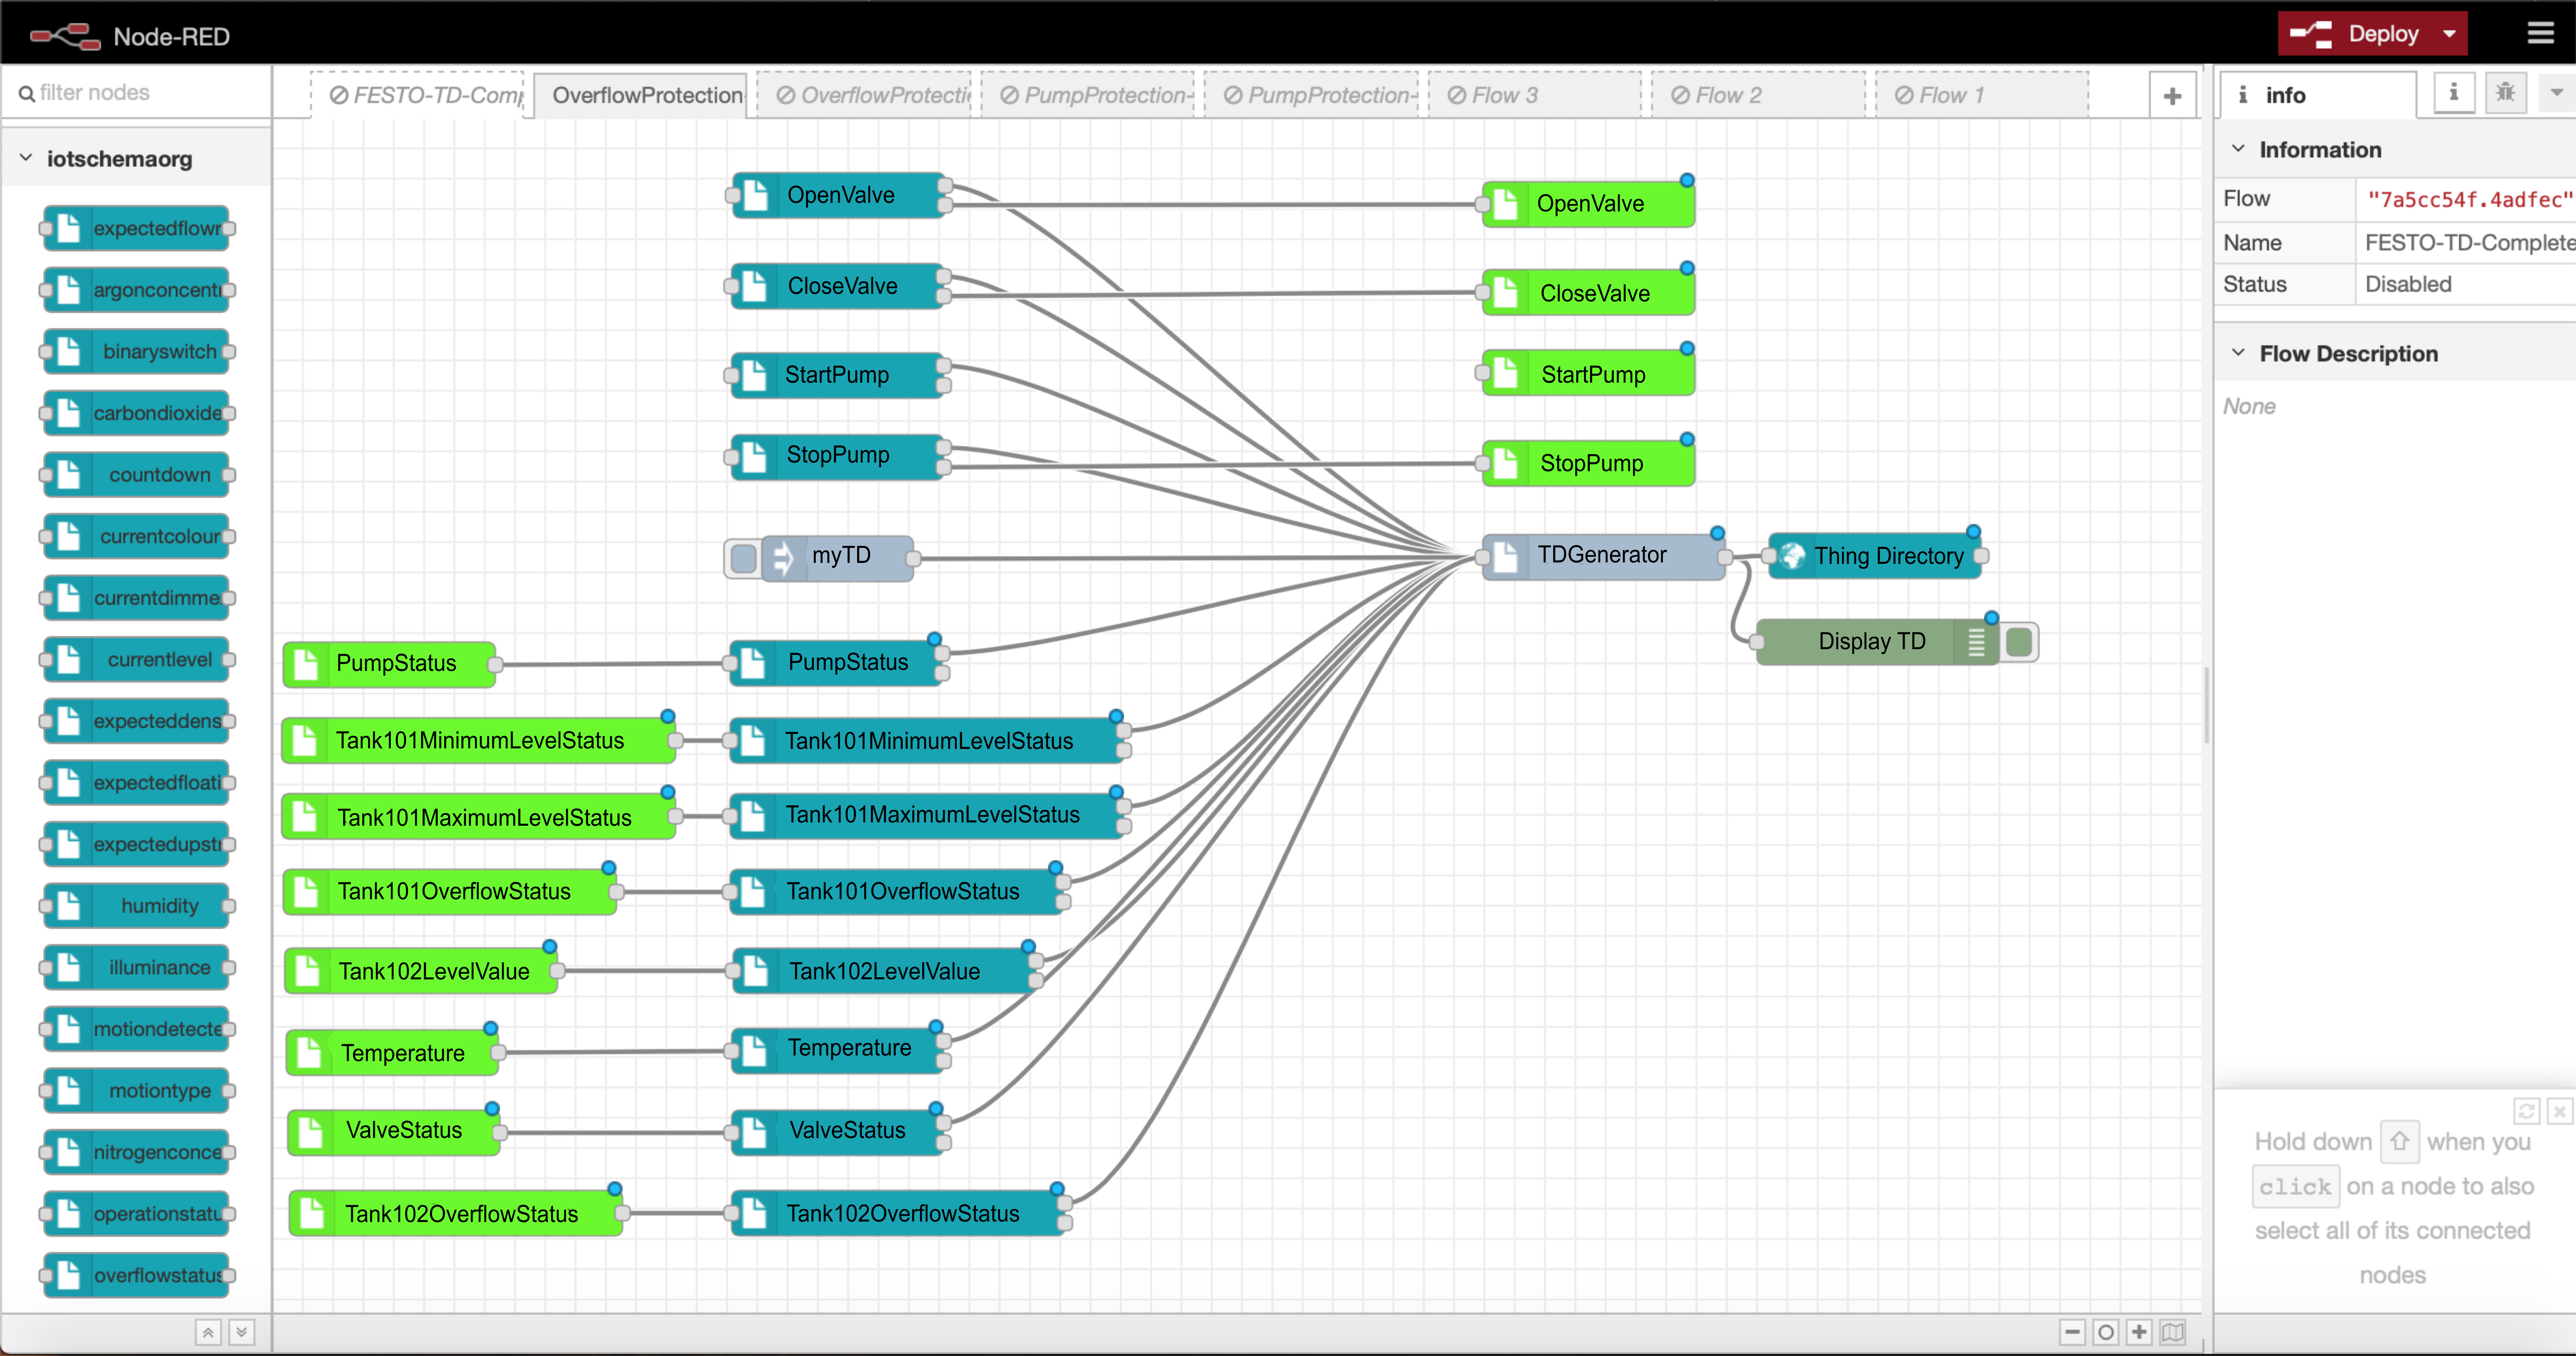 Node-RED
Deploy
filter nodes
FESTO-TD-Comp
OverflowProtection-
OverflowProtecti
PumpProtection-
PumpProtection-
Flow 3
Flow 2
Flow 1
info
iotschemaorg
expectedflowr
argonconcentr
binaryswitch
carbondioxide
countdown
currentcolour
currentdimme
currentlevel
expecteddens
expectedfloati
expectedupstr
humidity
illuminance
motiondetecte
motiontype
nitrogenconce
operationstatu
overflowstatus
OpenValve
CloseValve
StartPump
StopPump
myTD
PumpStatus
PumpStatus
Tank101MinimumLevelStatus
Tank101MinimumLevelStatus
Tank101MaximumLevelStatus
Tank101MaximumLevelStatus
Tank101OverflowStatus
Tank101OverflowStatus
Tank102LevelValue
Tank102LevelValue
Temperature
Temperature
ValveStatus
ValveStatus
Tank102OverflowStatus
Tank102OverflowStatus
OpenValve
CloseValve
StartPump
StopPump
TDGenerator
Thing Directory
Display TD
Information
Flow "7a5cc54f.4adfec"
Name FESTO-TD-Complete
Status Disabled
Flow Description
None
Hold down when you
click on a node to also
select all of its connected
nodes